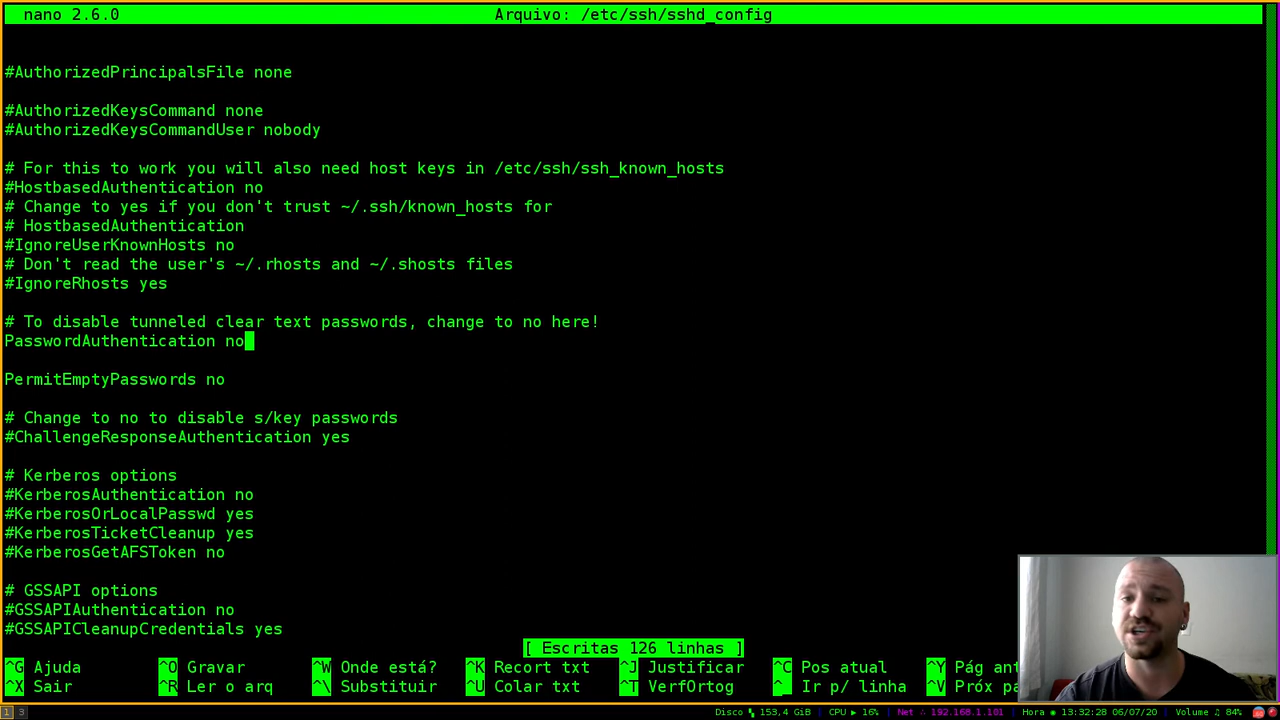 nano 2.6.0 Arquivo: /etc/ssh/sshd_config
#AuthorizedPrincipalsFile none
#AuthorizedKeysCommand none
#AuthorizedKeysCommandUser nobody
# For this to work you will also need host keys in /etc/ssh/ssh_known_hosts
#HostbasedAuthentication no
# Change to yes if you don't trust ~/.ssh/known_hosts for
# HostbasedAuthentication
#IgnoreUserKnownHosts no
# Don't read the user's ~/.rhosts and ~/.shosts files
#IgnoreRhosts yes
# To disable tunneled clear text passwords, change to no here!
PasswordAuthentication no
PermitEmptyPasswords no
# Change to no to disable s/key passwords
#ChallengeResponseAuthentication yes
# Kerberos options
#KerberosAuthentication no
#KerberosOrLocalPasswd yes
#KerberosTicketCleanup yes
#KerberosGetAFSToken no
# GSSAPI options
#GSSAPIAuthentication no
#GSSAPICleanupCredentials yes
[ Escritas 126 linhas ]
^G Ajuda ^O Gravar ^W Onde está? ^K Recort txt ^J Justificar ^C Pos atual ^Y Pág ant
^X Sair ^R Ler o arq ^\ Substituir ^U Colar txt ^T VerfOrtog ^_ Ir p/ linha ^V Próx pá
1 3 Disco 153,4 GiB | CPU ▶ 16% | Net 192.168.1.101 | Hora 13:32:28 06/07/20 | Volume ♫ 84%